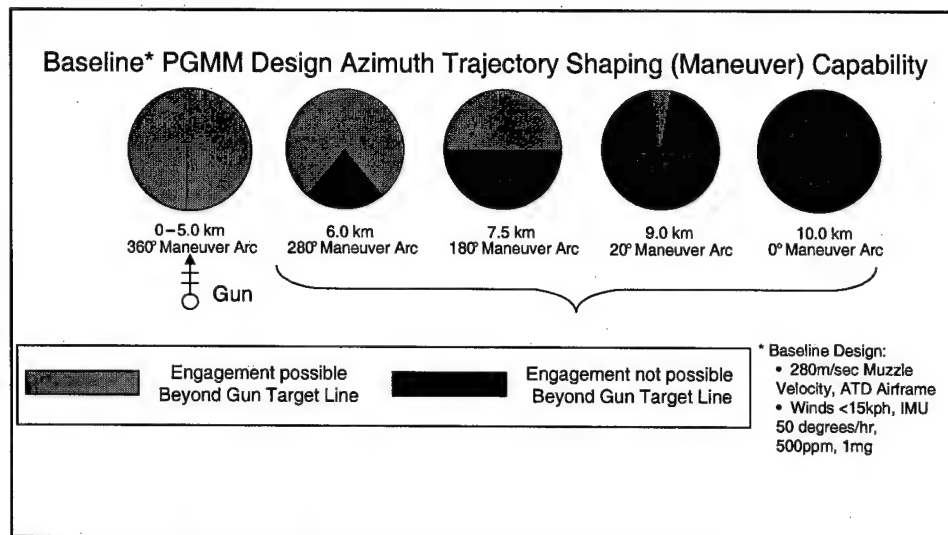 Baseline* PGMM Design Azimuth Trajectory Shaping (Maneuver) Capability
0-5.0 km
360° Maneuver Arc
6.0 km
280° Maneuver Arc
7.5 km
180° Maneuver Arc
9.0 km
20° Maneuver Arc
10.0 km
0° Maneuver Arc
Gun
Engagement possible
Beyond Gun Target Line
Engagement not possible
Beyond Gun Target Line
* Baseline Design:
• 280m/sec Muzzle
Velocity, ATD Airframe
• Winds <15kph, IMU
50 degrees/hr,
500ppm, 1mg